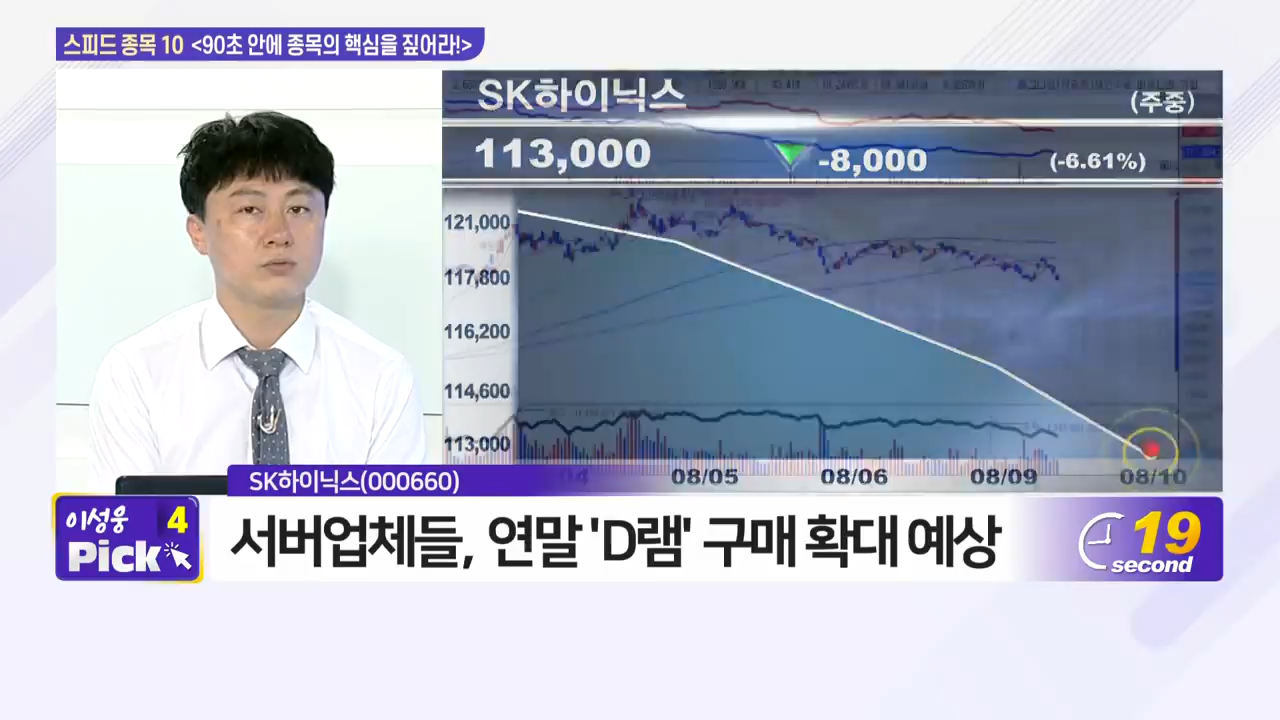 스피드 종목 10 <90초 안에 종목의 핵심을 짚어라!>
SK하이닉스
(주중)
113,000 -8,000 (-6.61%)
121,000
117,800
116,200
114,600
113,000
04 08/05 08/06 08/09 08/10
SK하이닉스(000660)
이성웅 4
Pick
서버업체들, 연말 'D램' 구매 확대 예상
19
second